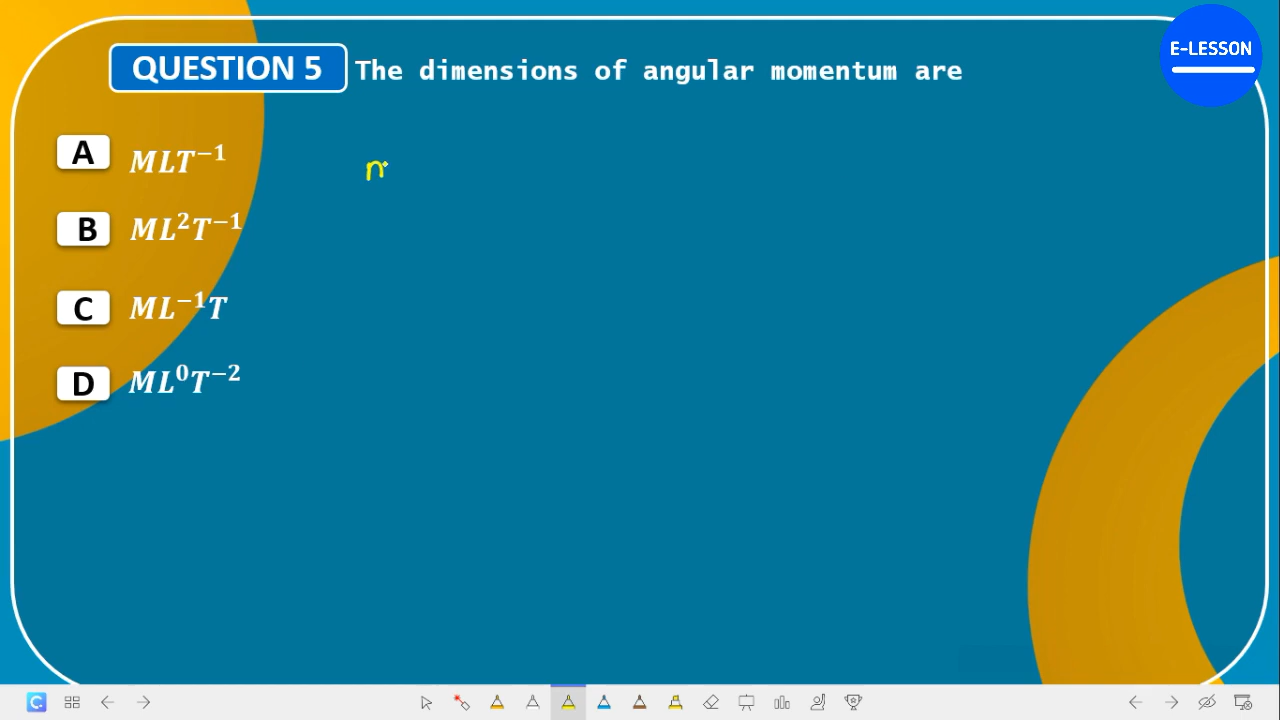 E-LESSON
QUESTION 5 The dimensions of angular momentum are
A MLT⁻¹
B ML²T⁻¹
C ML⁻¹T
D ML⁰T⁻²